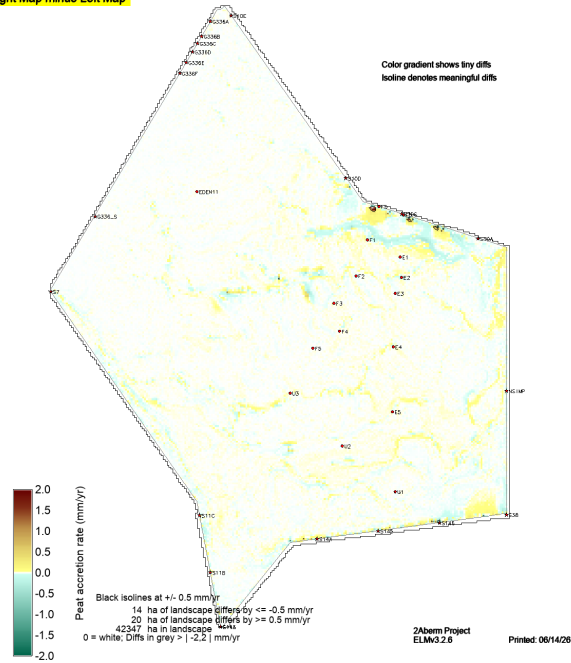 ght Map minus Left Map
S10E
G336A
G336B
G336C
G336D
G336E
G336F
Color gradient shows tiny diffs
Isoline denotes meaningful diffs
S10D
EDEN11
G336_S
S10A
F1
E1
F2
E2
E3
F3
F4
F5
E4
S7
U3
NS1MP
E5
U2
U1
S11C
S38
S11B
2.0
1.5
1.0
0.5
0.0
-0.5
-1.0
-1.5
-2.0
Peat accretion rate (mm/yr)
Black isolines at +/- 0.5 mm/yr
14 ha of landscape differs by <= -0.5 mm/yr
20 ha of landscape differs by >= 0.5 mm/yr
42347 ha in landscape
0 = white; Diffs in grey > | -2,2 | mm/yr
2Aberm Project
ELMv3.2.6
Printed: 06/14/26